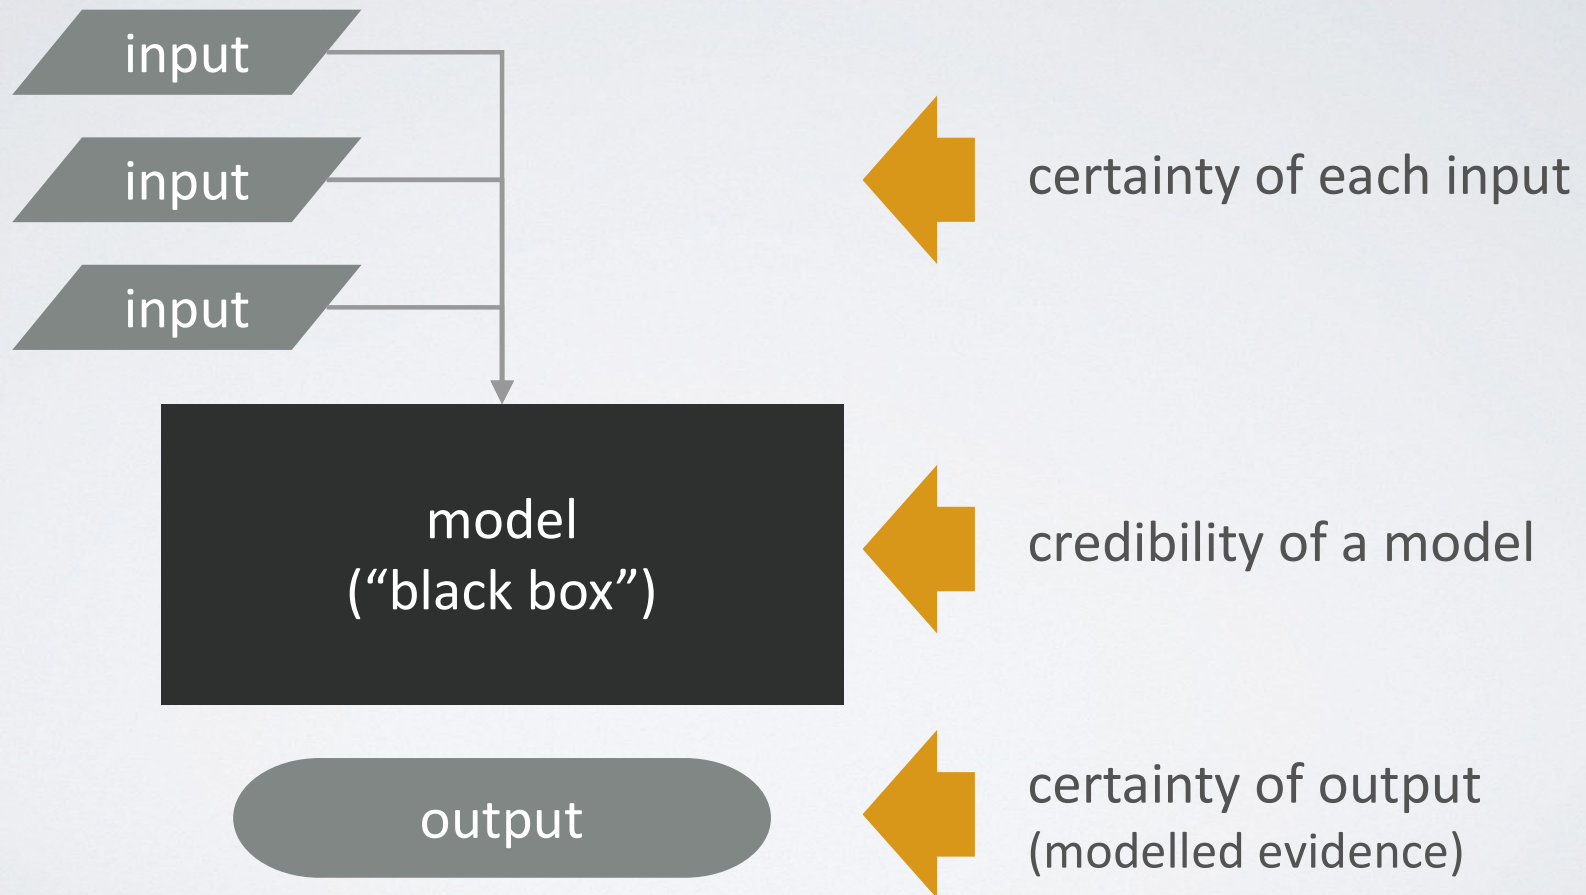 input
input
certainty of each input
input
model
(“black box”)
credibility of a model
output
certainty of output
(modelled evidence)